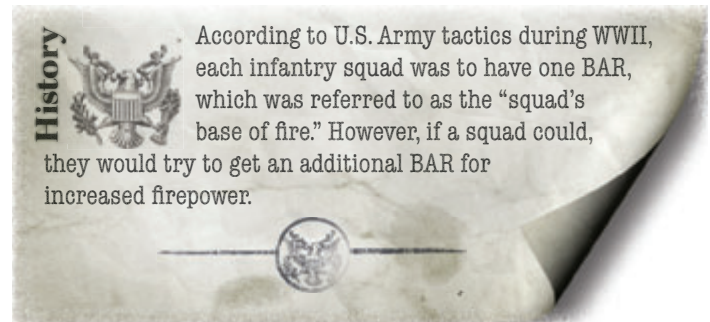 History
According to U.S. Army tactics during WWII,
each infantry squad was to have one BAR,
which was referred to as the “squad’s
base of fire.” However, if a squad could,
they would try to get an additional BAR for
increased firepower.